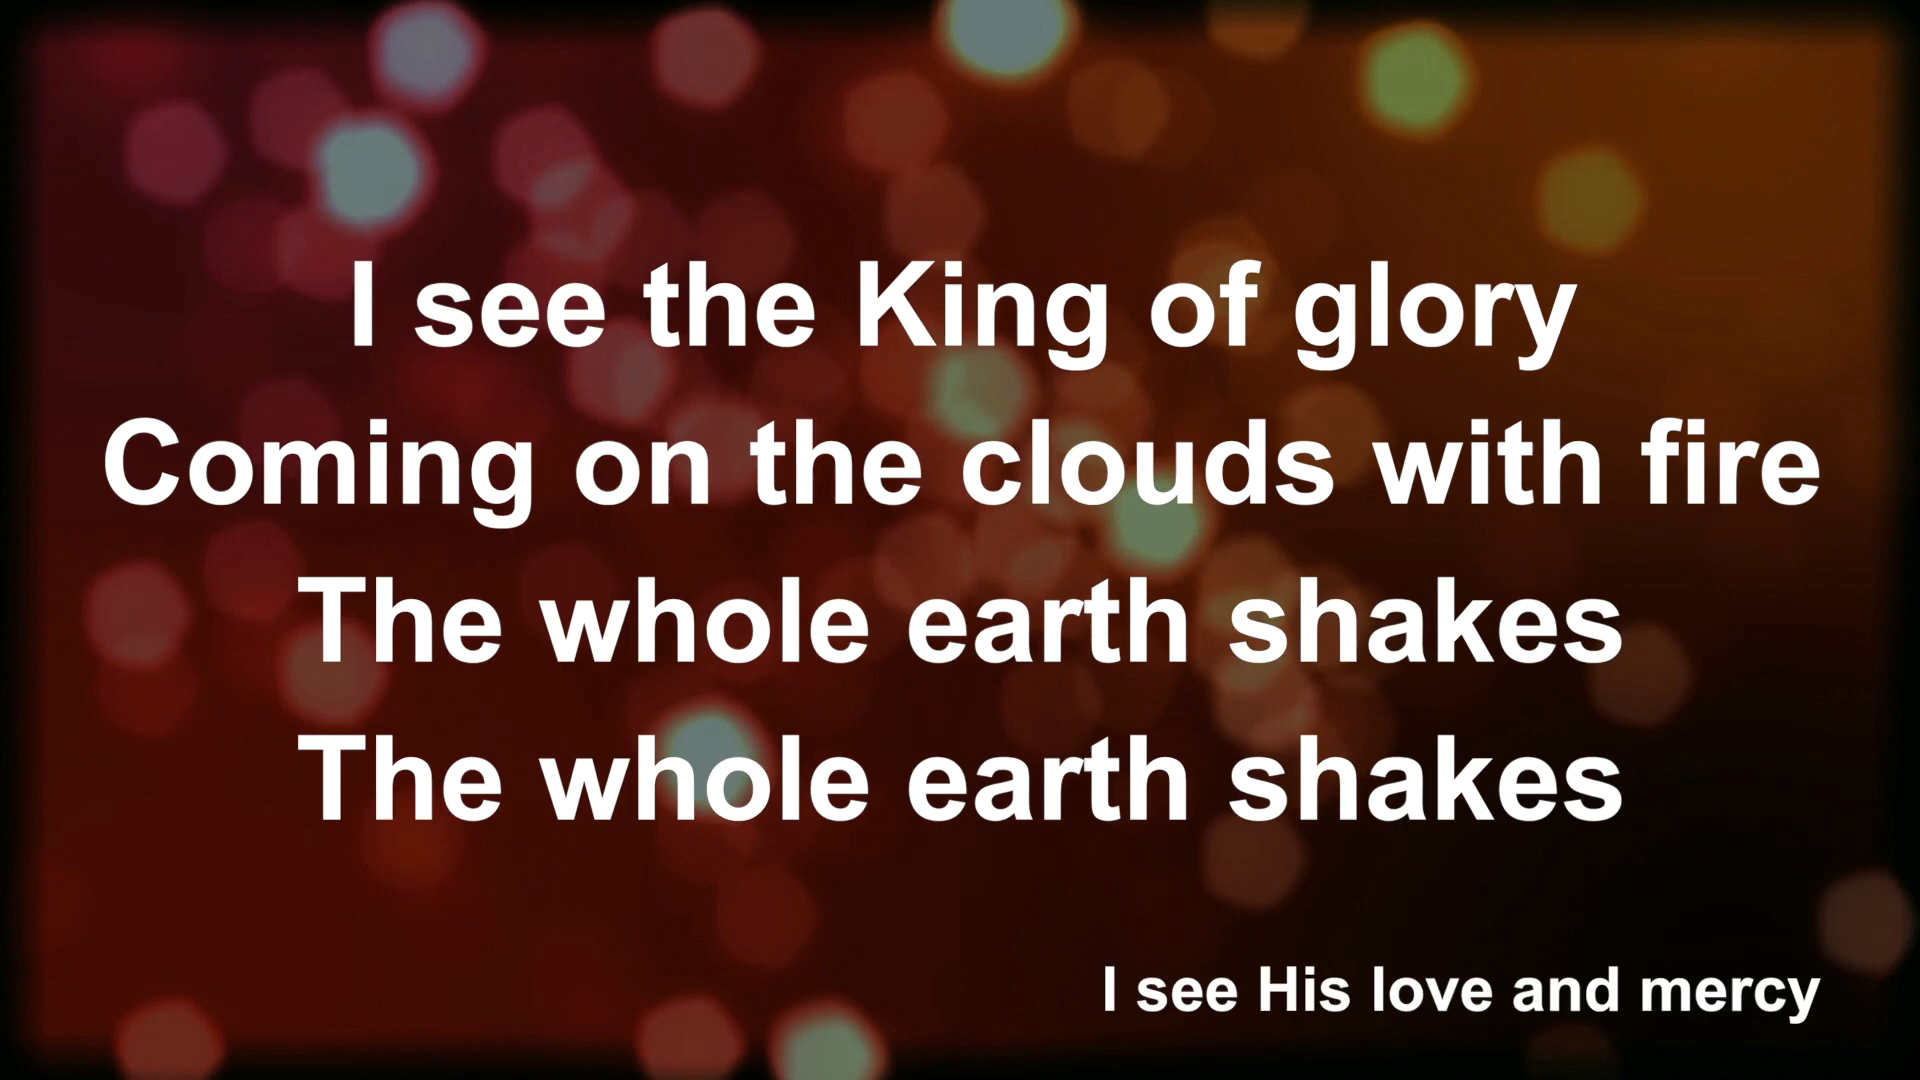 I see the King of glory
Coming on the clouds with fire
The whole earth shakes
The whole earth shakes
I see His love and mercy